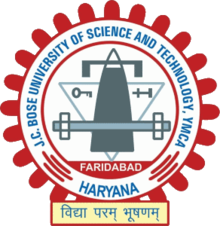 J.C. BOSE UNIVERSITY OF SCIENCE AND TECHNOLOGY, YMCA
FARIDABAD
HARYANA
विद्या परम् भूषणम्